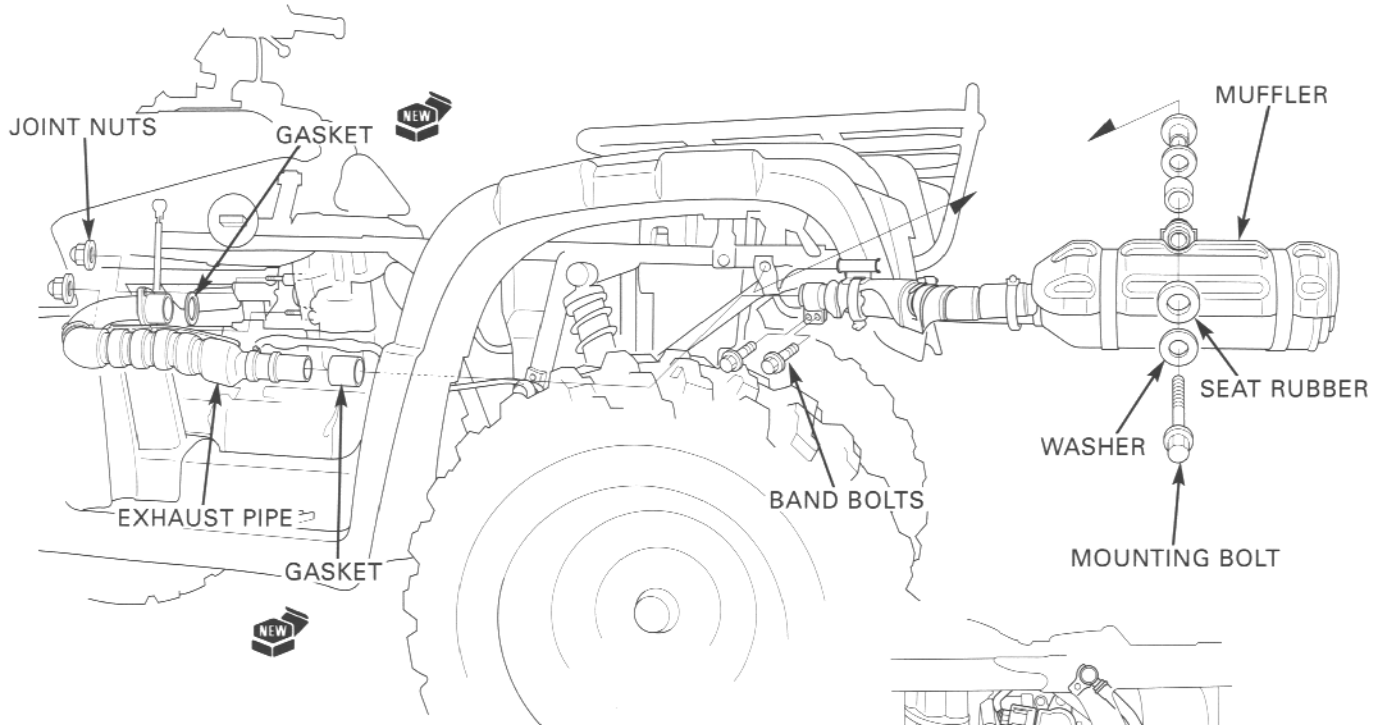 MUFFLER
JOINT NUTS
GASKET
NEW
SEAT RUBBER
WASHER
BAND BOLTS
EXHAUST PIPE
MOUNTING BOLT
GASKET
NEW